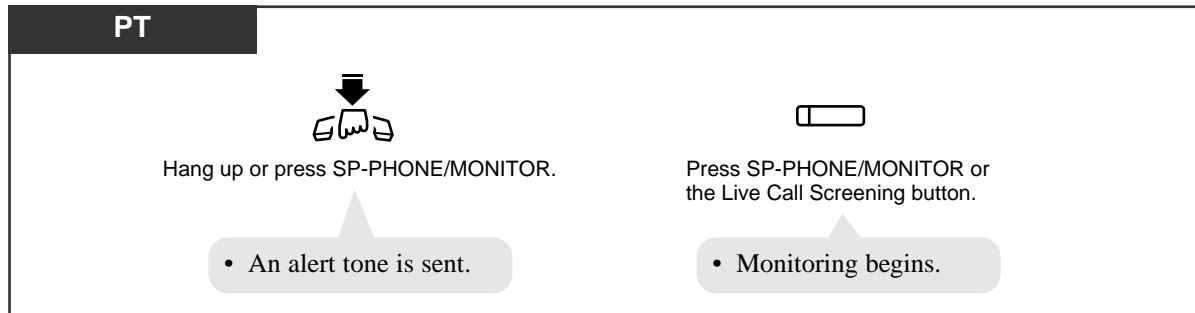 PT
Hang up or press SP-PHONE/MONITOR.
Press SP-PHONE/MONITOR or
the Live Call Screening button.
• An alert tone is sent.
• Monitoring begins.